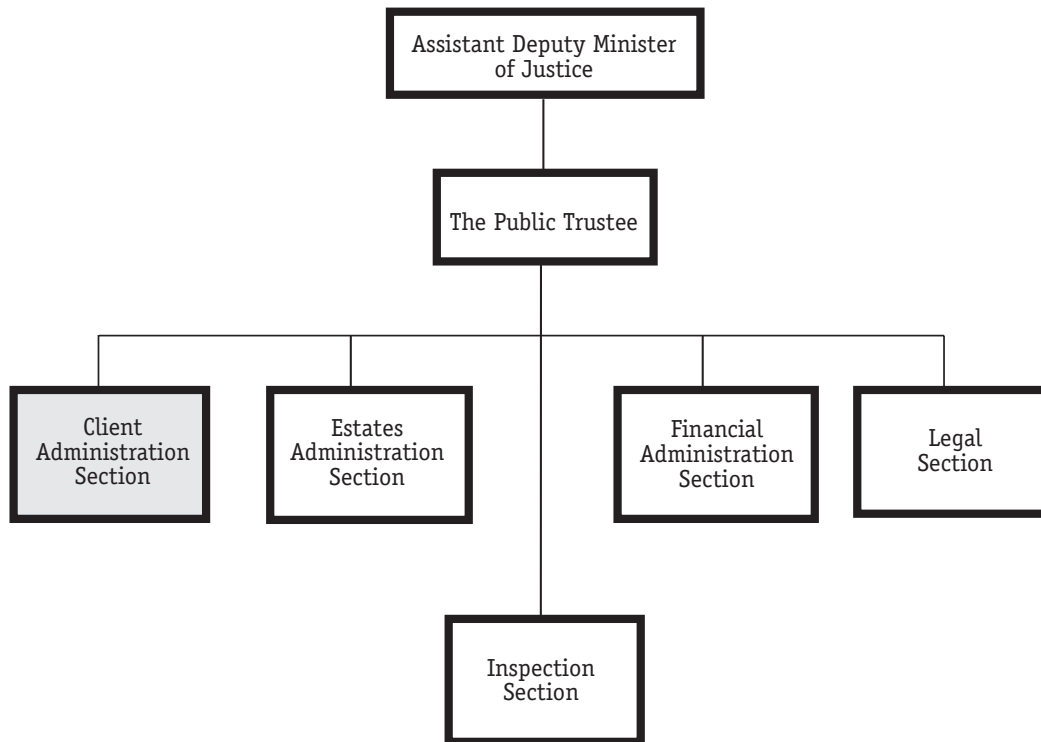 Assistant Deputy Minister
of Justice
The Public Trustee
Client
Administration
Section
Estates
Administration
Section
Financial
Administration
Section
Legal
Section
Inspection
Section